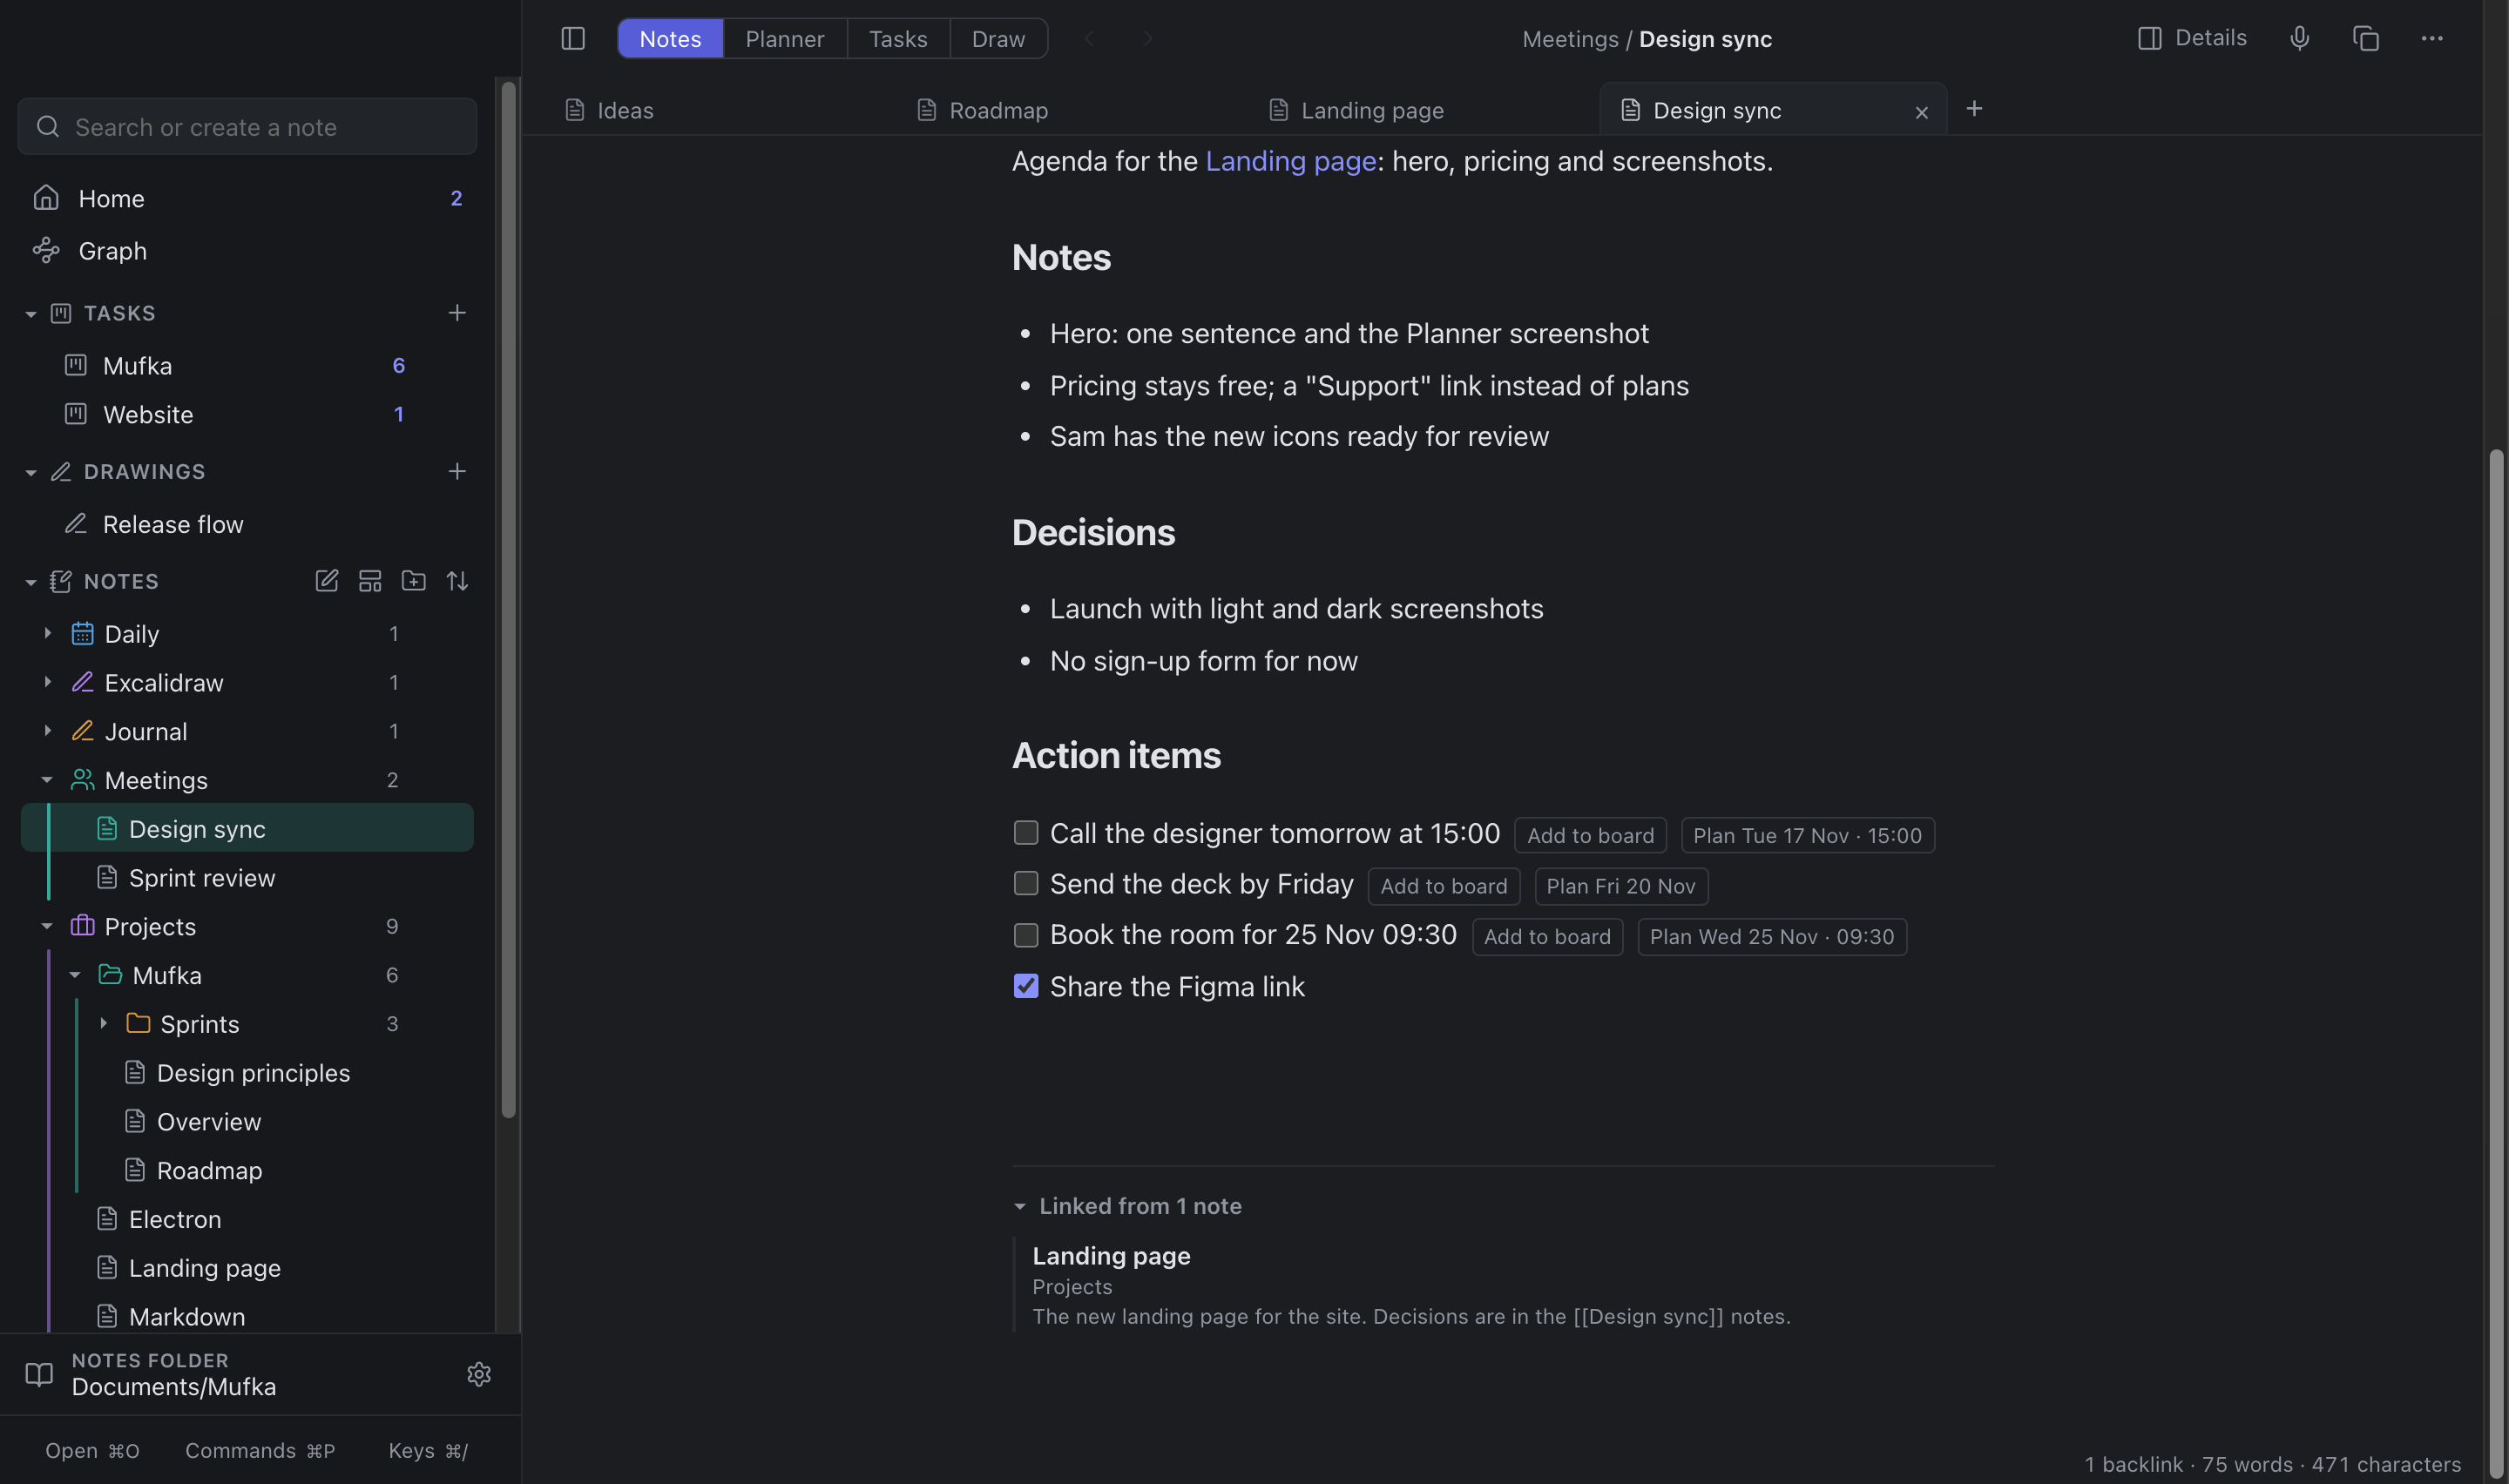 Notes
Planner
Tasks
Draw
Meetings / Design sync
Details
Ideas
Roadmap
Landing page
Design sync
Search or create a note
Home 2
Graph
TASKS
Mufka 6
Website 1
DRAWINGS
Release flow
NOTES
Daily 1
Excalidraw 1
Journal 1
Meetings 2
Design sync
Sprint review
Projects 9
Mufka 6
Sprints 3
Design principles
Overview
Roadmap
Electron
Landing page
Markdown
NOTES FOLDER
Documents/Mufka
Open ⌘O
Commands ⌘P
Keys ⌘/
Agenda for the Landing page: hero, pricing and screenshots.
Notes
• Hero: one sentence and the Planner screenshot
• Pricing stays free; a "Support" link instead of plans
• Sam has the new icons ready for review
Decisions
• Launch with light and dark screenshots
• No sign-up form for now
Action items
Call the designer tomorrow at 15:00 Add to board Plan Tue 17 Nov · 15:00
Send the deck by Friday Add to board Plan Fri 20 Nov
Book the room for 25 Nov 09:30 Add to board Plan Wed 25 Nov · 09:30
Share the Figma link
Linked from 1 note
Landing page
Projects
The new landing page for the site. Decisions are in the [[Design sync]] notes.
1 backlink · 75 words · 471 characters